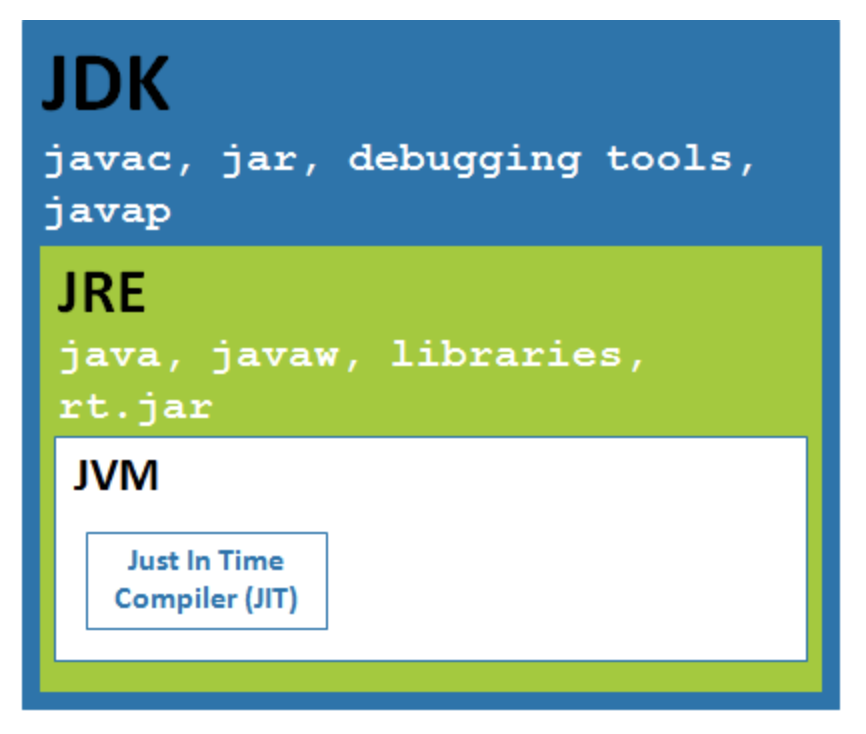 JDK
javac, jar, debugging tools,
javap
JRE
java, javaw, libraries,
rt.jar
JVM
Just In Time
Compiler (JIT)